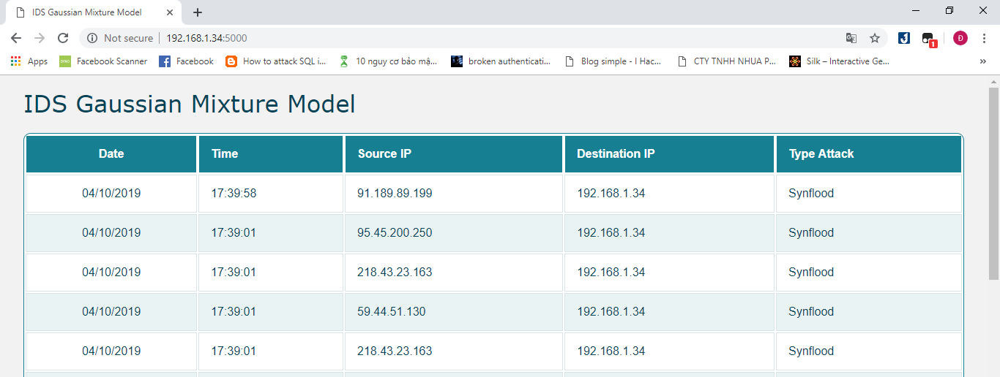 IDS Gaussian Mixture Model
Not secure 192.168.1.34:5000
1 Đ
Apps Facebook Scanner Facebook How to attack SQL i... 10 nguy cơ bảo mậ... broken authenticati... Blog simple - I Hac... CTY TNHH NHUA P... Silk – Interactive Ge... »
IDS Gaussian Mixture Model
Date Time Source IP Destination IP Type Attack
04/10/2019 17:39:58 91.189.89.199 192.168.1.34 Synflood
04/10/2019 17:39:01 95.45.200.250 192.168.1.34 Synflood
04/10/2019 17:39:01 218.43.23.163 192.168.1.34 Synflood
04/10/2019 17:39:01 59.44.51.130 192.168.1.34 Synflood
04/10/2019 17:39:01 218.43.23.163 192.168.1.34 Synflood